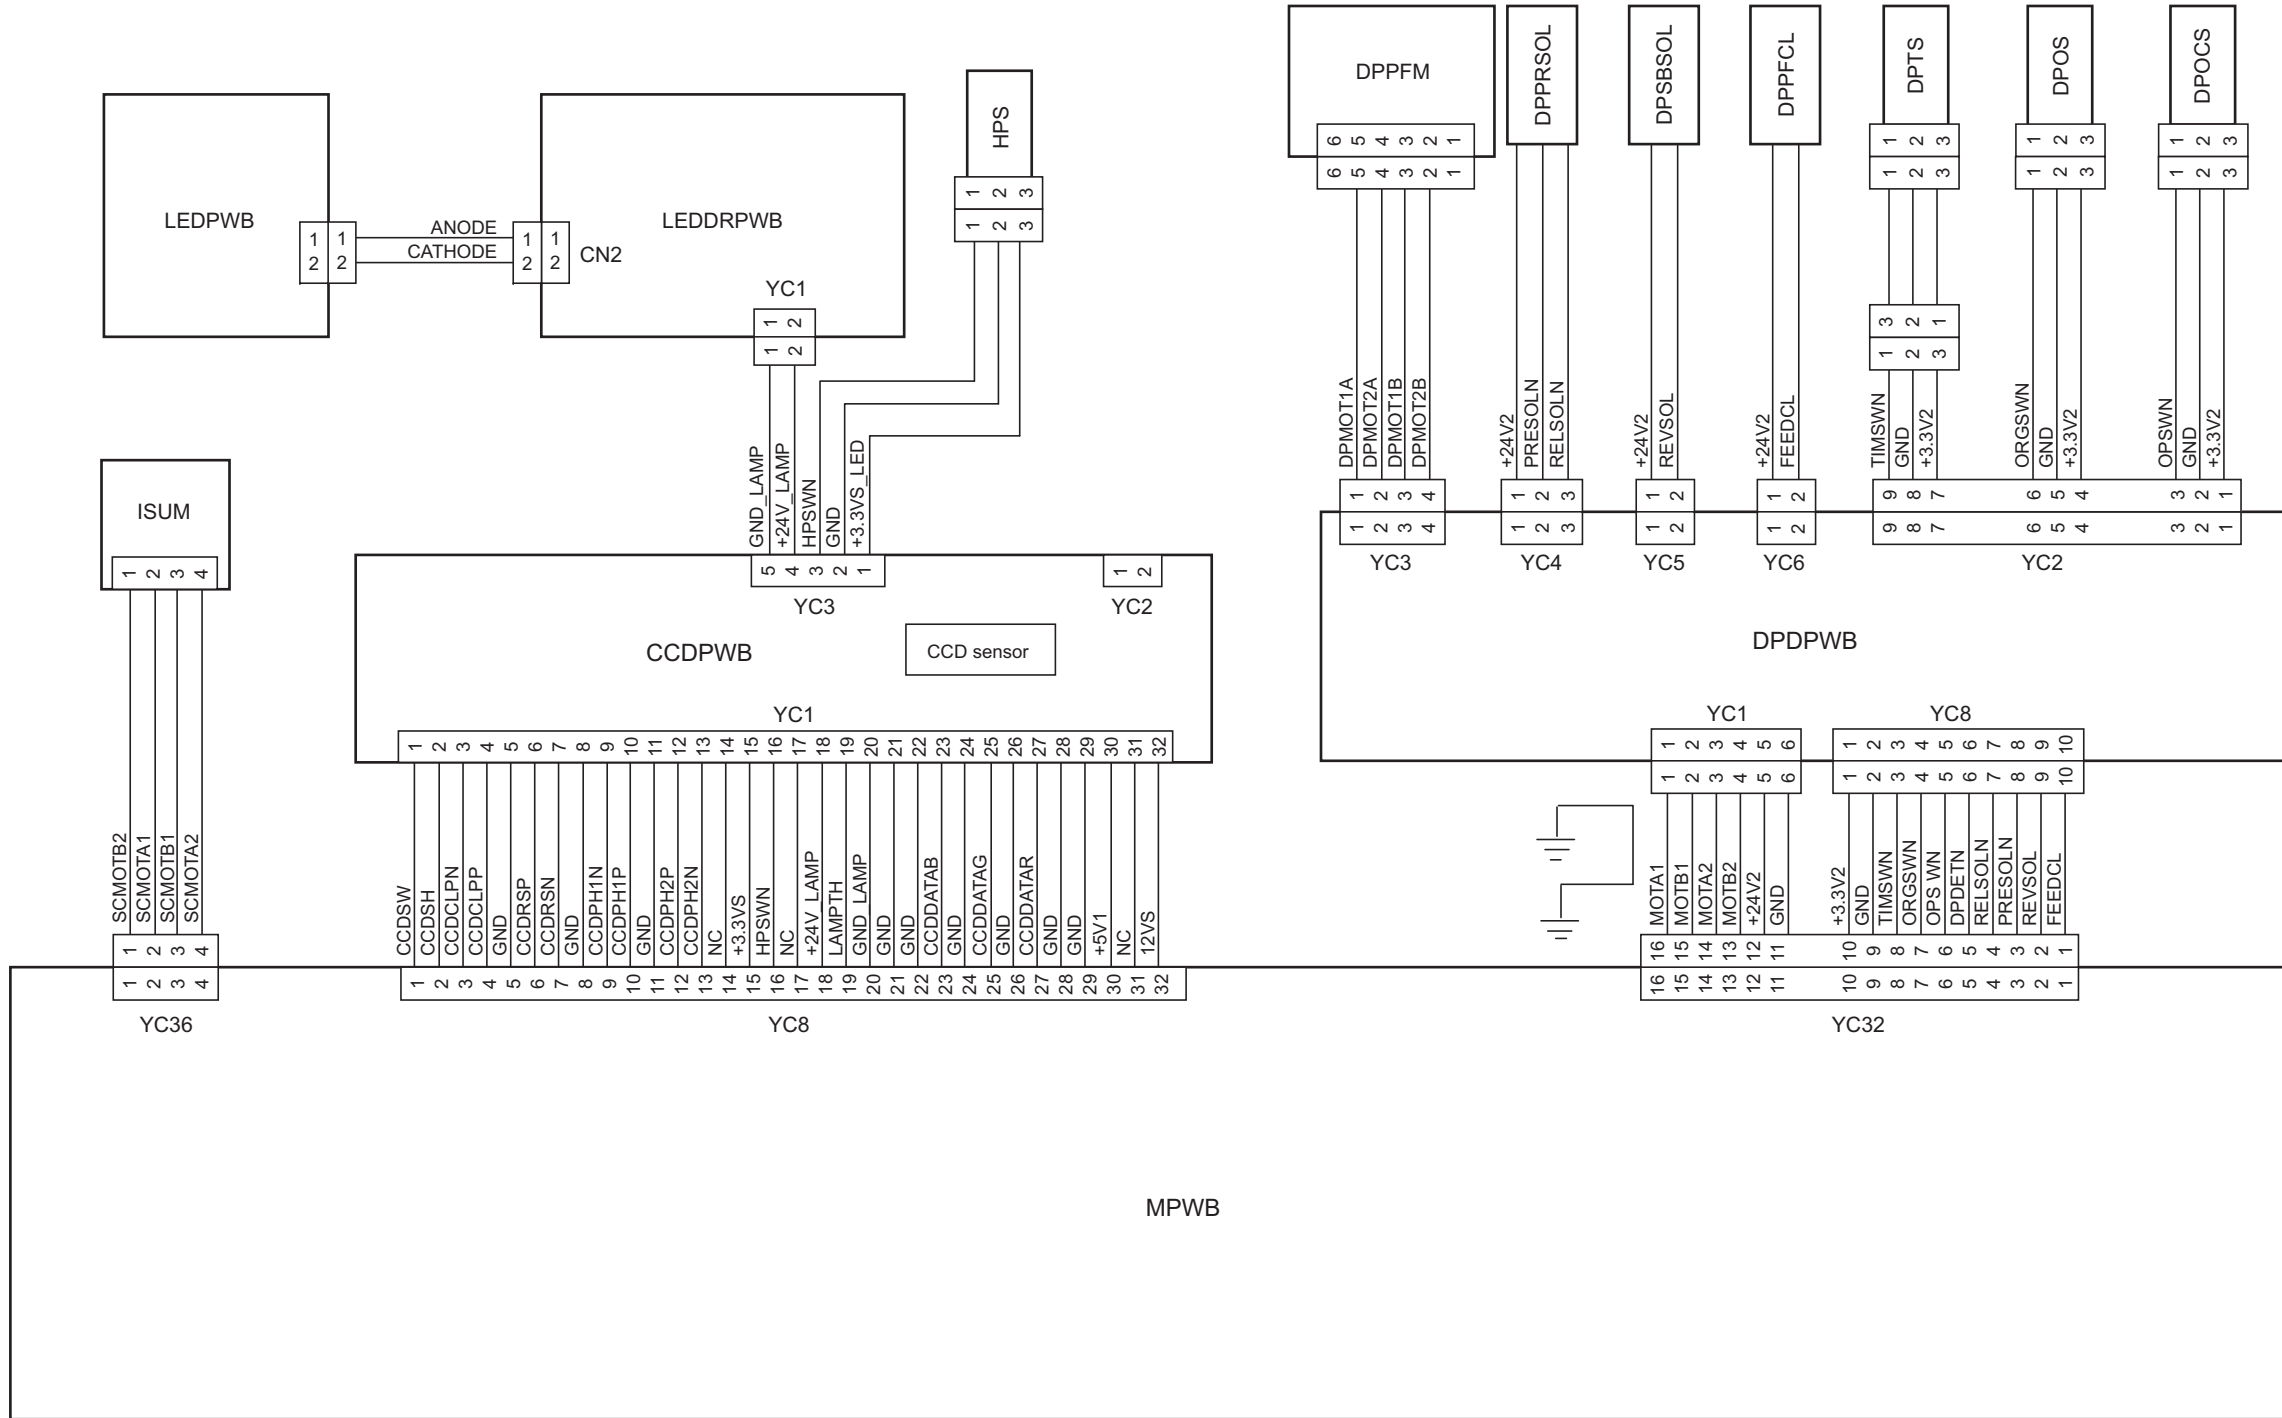 DPPFM
DPPRSOL
DPSBSOL
DPPFCL
DPTS
DPOS
DPOCS
HPS
6 5 4 3 2 1
6 5 4 3 2 1
1 2 3
1 2 3
1 2 3
1 2 3
1 2 3
1 2 3
1 2 3
1 2 3
LEDPWB
1 1
2 2
ANODE
CATHODE
1 1
2 2
CN2
LEDDRPWB
YC1
1 2
1 2
3 2 1
1 2 3
GND_LAMP
+24V_LAMP
HPSWN
GND
+3.3VS_LED
DPMOT1A
DPMOT2A
DPMOT1B
DPMOT2B
+24V2
PRESOLN
RELSOLN
+24V2
REVSOL
+24V2
FEEDCL
TIMSWN
GND
+3.3V2
ORGSWN
GND
+3.3V2
OPSWN
GND
+3.3V2
1 2 3 4
1 2 3 4
YC3
1 2 3
1 2 3
YC4
1 2
1 2
YC5
1 2
1 2
YC6
9 8 7 6 5 4 3 2 1
9 8 7 6 5 4 3 2 1
YC2
ISUM
1 2 3 4
5 4 3 2 1
YC3
1 2
YC2
CCDPWB
CCD sensor
DPDPWB
YC1
1 2 3 4 5 6 7 8 9 10 11 12 13 14 15 16 17 18 19 20 21 22 23 24 25 26 27 28 29 30 31 32
YC1
1 2 3 4 5 6
1 2 3 4 5 6
YC8
1 2 3 4 5 6 7 8 9 10
1 2 3 4 5 6 7 8 9 10
SCMOTB2
SCMOTA1
SCMOTB1
SCMOTA2
CCDSW
CCDSH
CCDCLPN
CCDCLPP
GND
CCDRSP
CCDRSN
GND
CCDPH1N
CCDPH1P
GND
CCDPH2P
CCDPH2N
NC
+3.3VS
HPSWN
NC
+24V_LAMP
LAMPTH
GND_LAMP
GND
GND
CCDDATAB
GND
CCDDATAG
GND
CCDDATAR
GND
GND
+5V1
NC
12VS
MOTA1
MOTB1
MOTA2
MOTB2
+24V2
GND
+3.3V2
GND
TIMSWN
ORGSWN
OPS WN
DPDETN
RELSOLN
PRESOLN
REVSOL
FEEDCL
1 2 3 4
1 2 3 4
YC36
1 2 3 4 5 6 7 8 9 10 11 12 13 14 15 16 17 18 19 20 21 22 23 24 25 26 27 28 29 30 31 32
YC8
16 15 14 13 12 11 10 9 8 7 6 5 4 3 2 1
16 15 14 13 12 11 10 9 8 7 6 5 4 3 2 1
YC32
MPWB